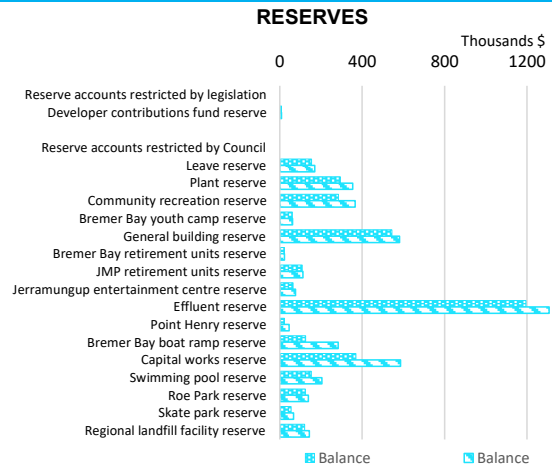 RESERVES
Thousands $
0 400 800 1200
Reserve accounts restricted by legislation
Developer contributions fund reserve
Reserve accounts restricted by Council
Leave reserve
Plant reserve
Community recreation reserve
Bremer Bay youth camp reserve
General building reserve
Bremer Bay retirement units reserve
JMP retirement units reserve
Jerramungup entertainment centre reserve
Effluent reserve
Point Henry reserve
Bremer Bay boat ramp reserve
Capital works reserve
Swimming pool reserve
Roe Park reserve
Skate park reserve
Regional landfill facility reserve
Balance Balance